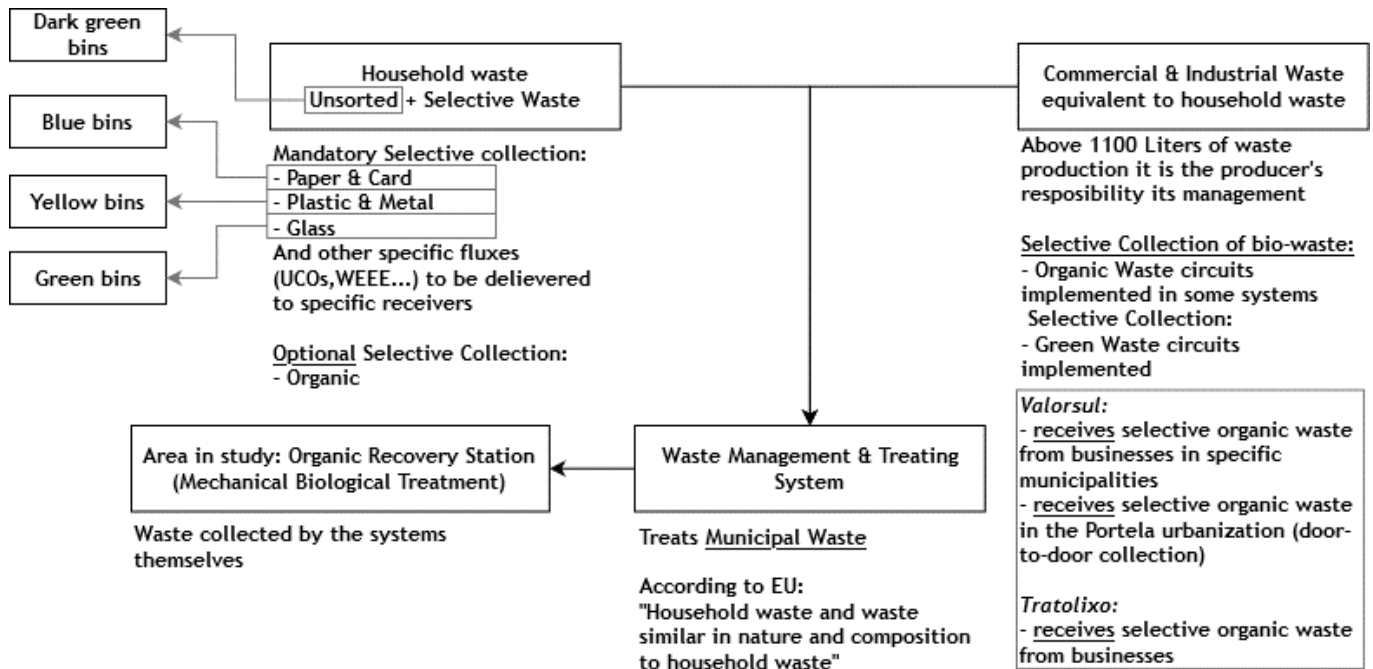 Dark green
bins
Blue bins
Yellow bins
Green bins
Household waste
Unsorted + Selective Waste
Mandatory Selective collection:
- Paper & Card
- Plastic & Metal
- Glass
And other specific fluxes
(UCOs,WEEE...) to be delievered
to specific receivers
Optional Selective Collection:
- Organic
Commercial & Industrial Waste
equivalent to household waste
Above 1100 Liters of waste
production it is the producer's
resposibility its management
Selective Collection of bio-waste:
- Organic Waste circuits
implemented in some systems
Selective Collection:
- Green Waste circuits
implemented
Valorsul:
- receives selective organic waste
from businesses in specific
municipalities
- receives selective organic waste
in the Portela urbanization (door-
to-door collection)
Tratolixo:
- receives selective organic waste
from businesses
Area in study: Organic Recovery Station
(Mechanical Biological Treatment)
Waste collected by the systems
themselves
Waste Management & Treating
System
Treats Municipal Waste
According to EU:
"Household waste and waste
similar in nature and composition
to household waste"